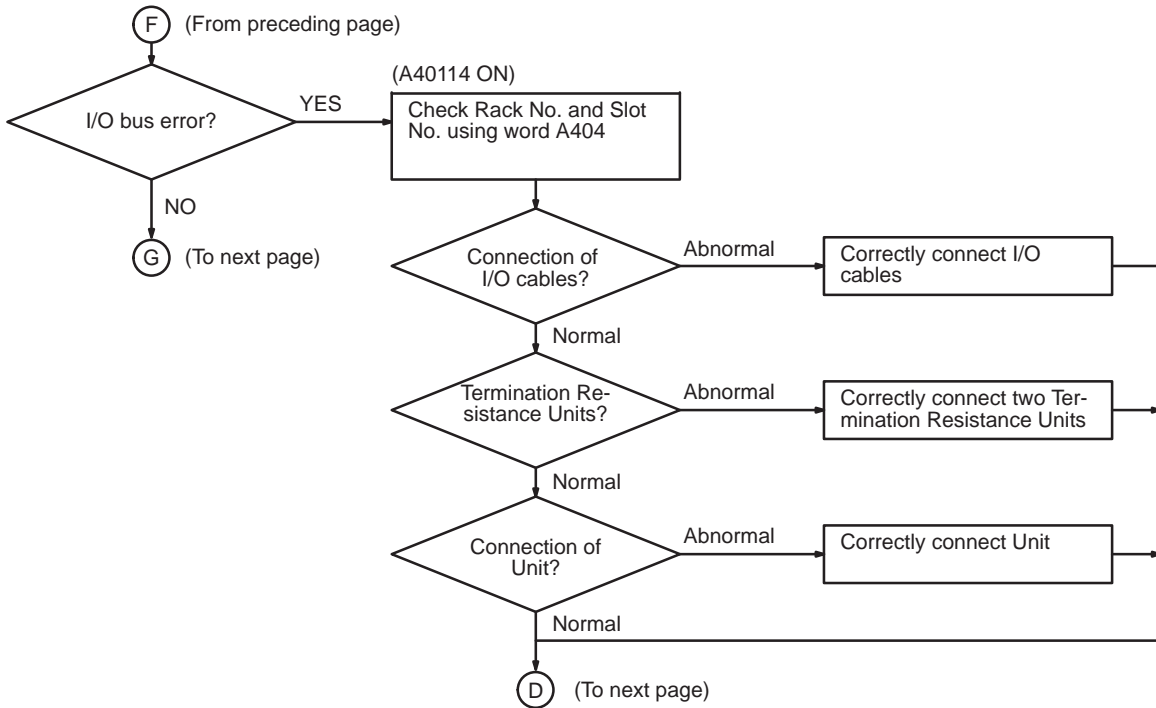 F (From preceding page)
(A40114 ON)
I/O bus error?
YES
Check Rack No. and Slot
No. using word A404
NO
G (To next page)
Connection of
I/O cables?
Abnormal
Correctly connect I/O
cables
Normal
Termination Re-
sistance Units?
Abnormal
Correctly connect two Ter-
mination Resistance Units
Normal
Connection of
Unit?
Abnormal
Correctly connect Unit
Normal
D (To next page)